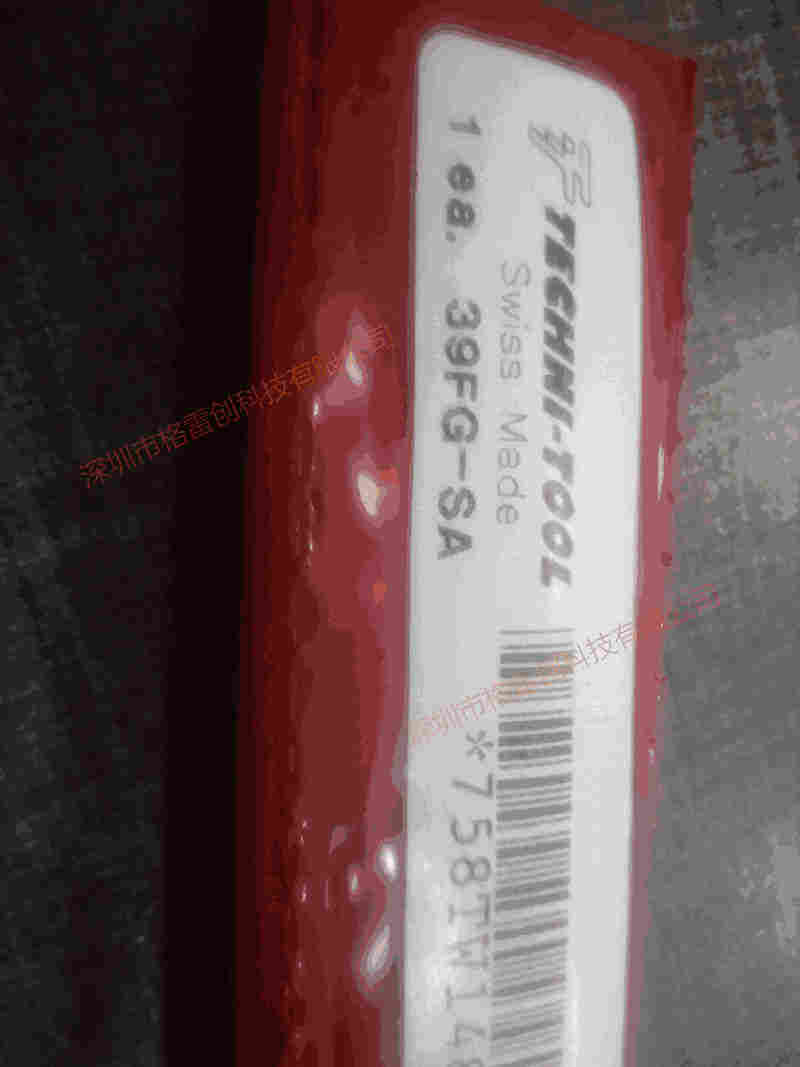 TECHNI-TOOL
Swiss Made
1 ea. 39FG-SA
*758TW14
深圳市格雷创科技有限公司
深圳市格雷创科技有限公司